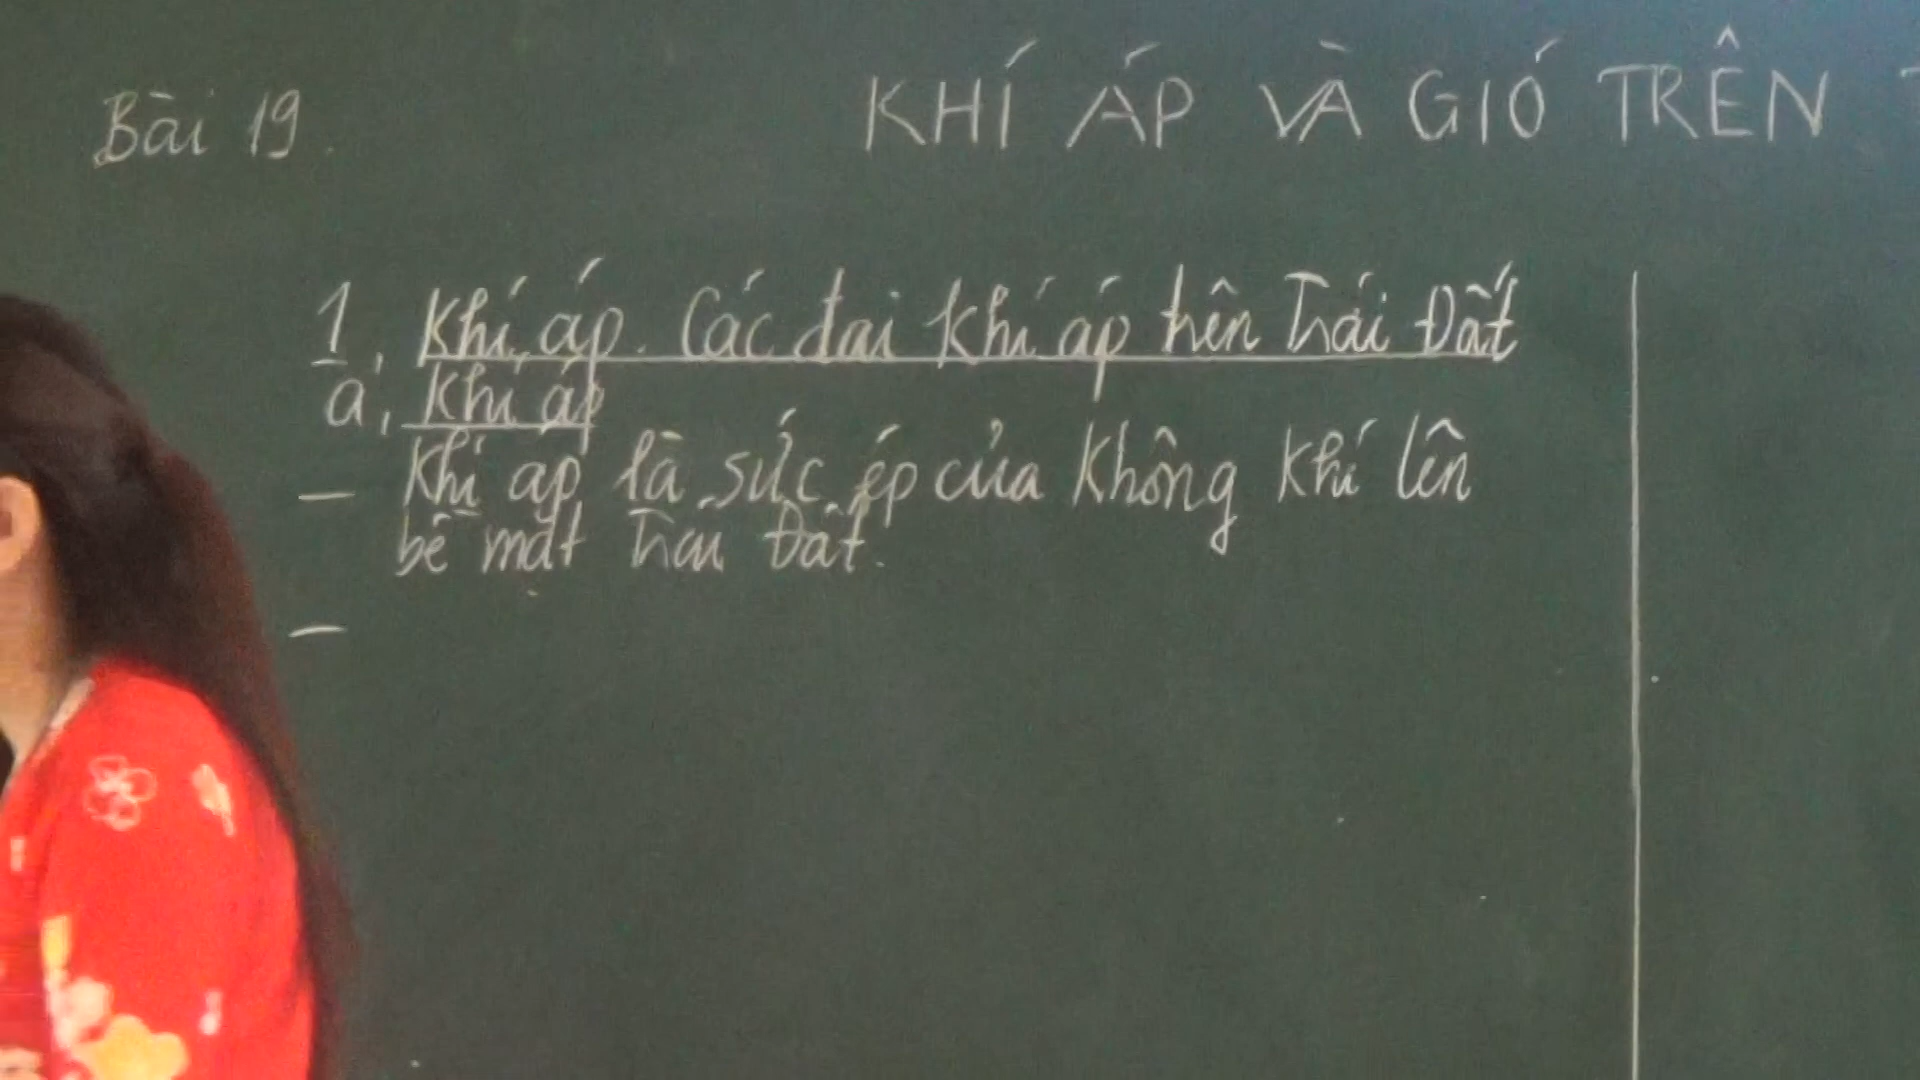 Bài 19. KHÍ ÁP VÀ GIÓ TRÊN
1, Khí áp. Các đai khí áp trên Trái Đất
a, Khí áp
- Khí áp là sức ép của không khí lên
bề mặt Trái Đất.
-